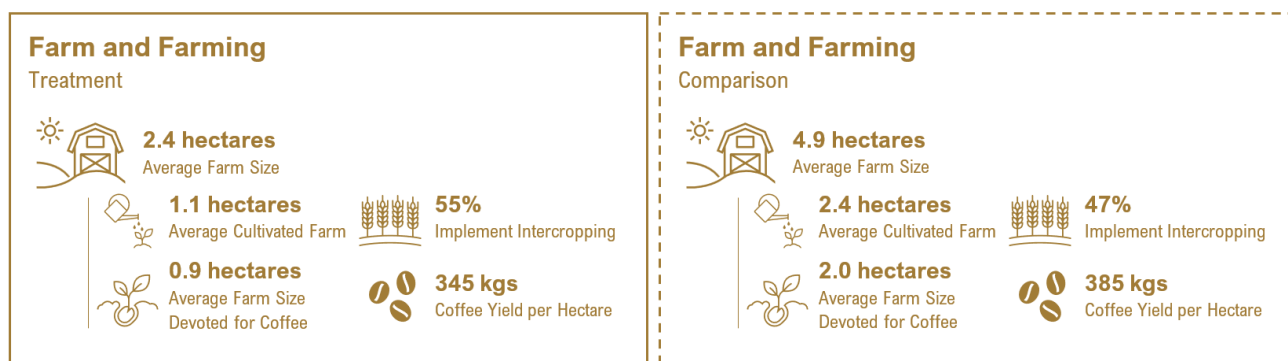 Farm and Farming
Treatment
2.4 hectares
Average Farm Size
1.1 hectares
Average Cultivated Farm
55%
Implement Intercropping
0.9 hectares
Average Farm Size
Devoted for Coffee
345 kgs
Coffee Yield per Hectare
Farm and Farming
Comparison
4.9 hectares
Average Farm Size
2.4 hectares
Average Cultivated Farm
47%
Implement Intercropping
2.0 hectares
Average Farm Size
Devoted for Coffee
385 kgs
Coffee Yield per Hectare